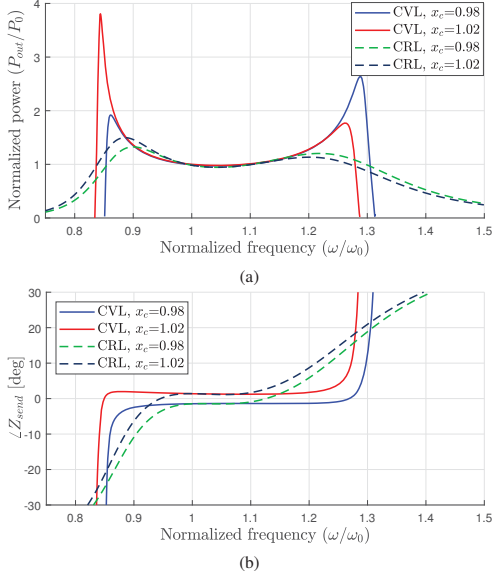 4
3
2
1
0
Normalized power (P_out/P_0)
CVL, x_c=0.98
CVL, x_c=1.02
CRL, x_c=0.98
CRL, x_c=1.02
0.8 0.9 1 1.1 1.2 1.3 1.4 1.5
Normalized frequency (ω/ω_0)
(a)
30
20
10
0
-10
-20
-30
∠Z_send [deg]
CVL, x_c=0.98
CVL, x_c=1.02
CRL, x_c=0.98
CRL, x_c=1.02
0.8 0.9 1 1.1 1.2 1.3 1.4 1.5
Normalized frequency (ω/ω_0)
(b)